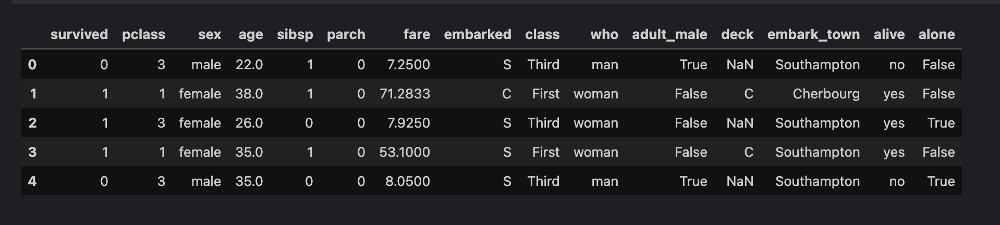 survived pclass sex age sibsp parch fare embarked class who adult_male deck embark_town alive alone
0 0 3 male 22.0 1 0 7.2500 S Third man True NaN Southampton no False
1 1 1 female 38.0 1 0 71.2833 C First woman False C Cherbourg yes False
2 1 3 female 26.0 0 0 7.9250 S Third woman False NaN Southampton yes True
3 1 1 female 35.0 1 0 53.1000 S First woman False C Southampton yes False
4 0 3 male 35.0 0 0 8.0500 S Third man True NaN Southampton no True